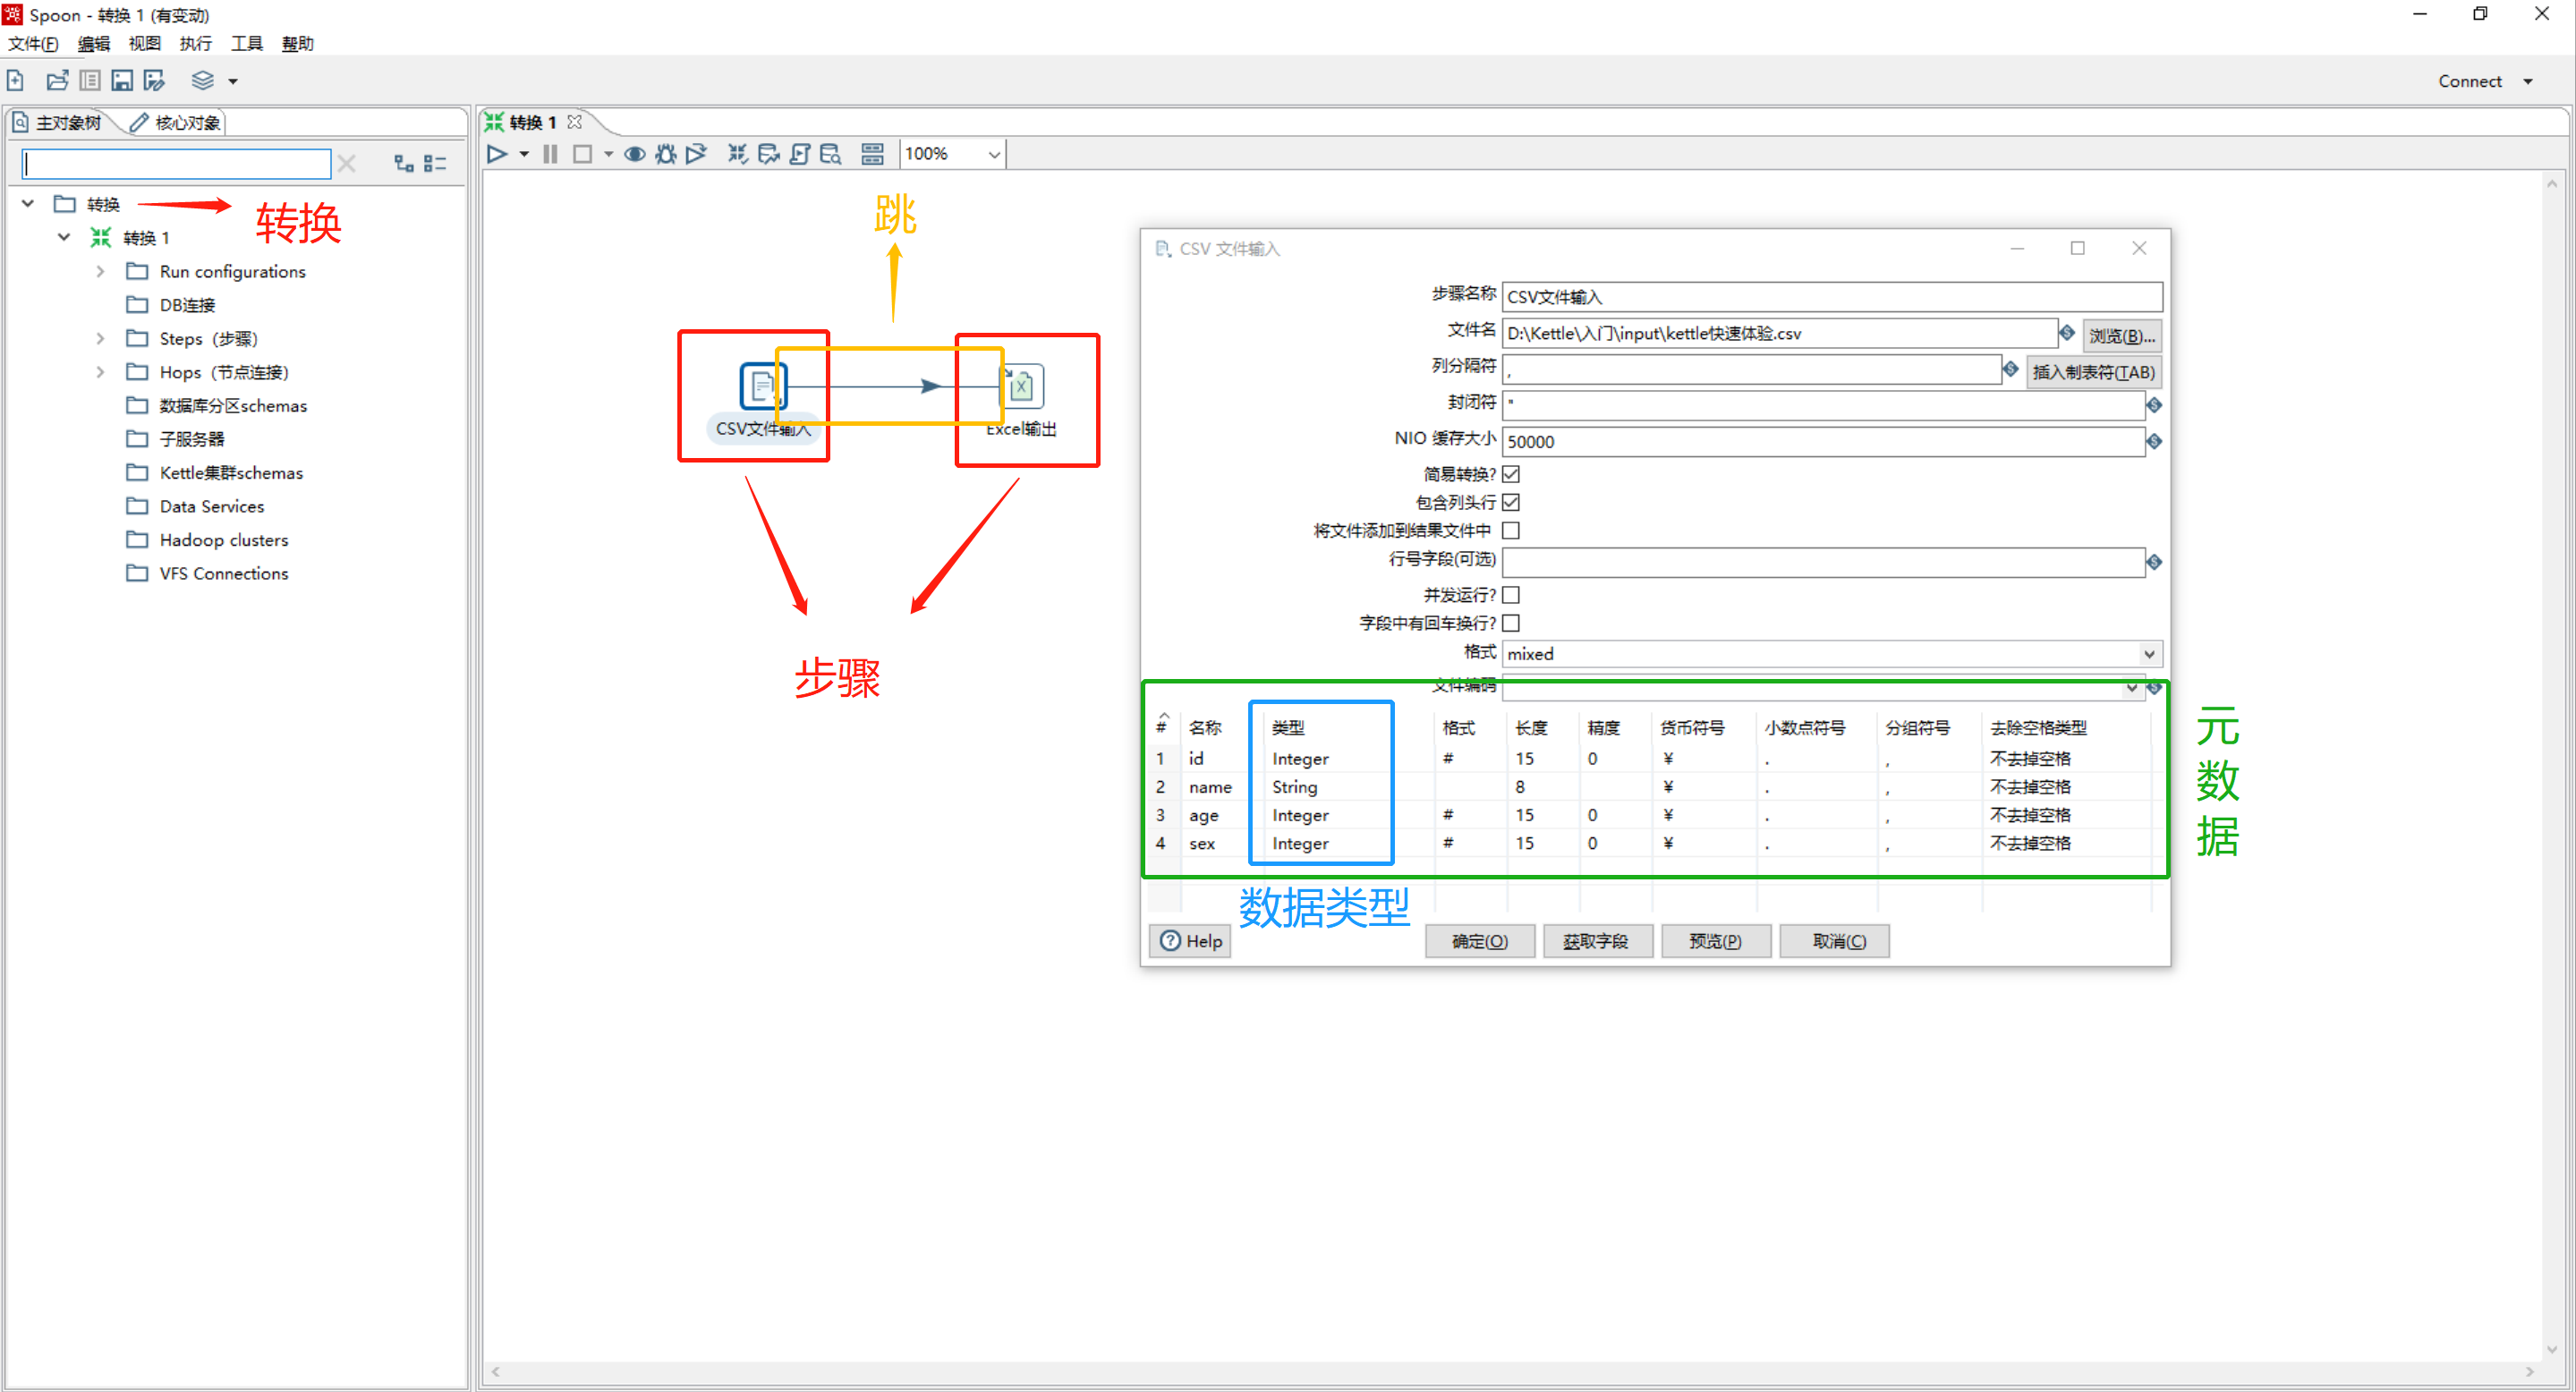 Spoon - 转换 1 (有变动)
文件(F) 编辑 视图 执行 工具 帮助
Connect
主对象树 核心对象
转换 1
100%
转换
转换
转换 1
Run configurations
DB连接
Steps（步骤）
Hops（节点连接）
数据库分区schemas
子服务器
Kettle集群schemas
Data Services
Hadoop clusters
VFS Connections
跳
CSV文件输入
Excel输出
步骤
CSV 文件输入
步骤名称 CSV文件输入
文件名 D:\Kettle\入门\input\kettle快速体验.csv 浏览(B)...
列分隔符 , 插入制表符(TAB)
封闭符 "
NIO 缓存大小 50000
简易转换?
包含列头行
将文件添加到结果文件中
行号字段(可选)
并发运行?
字段中有回车换行?
格式 mixed
文件编码
# 名称 类型 格式 长度 精度 货币符号 小数点符号 分组符号 去除空格类型
1 id Integer # 15 0 ¥ . , 不去掉空格
2 name String 8 ¥ . , 不去掉空格
3 age Integer # 15 0 ¥ . , 不去掉空格
4 sex Integer # 15 0 ¥ . , 不去掉空格
元
数
据
数据类型
Help 确定(O) 获取字段 预览(P) 取消(C)